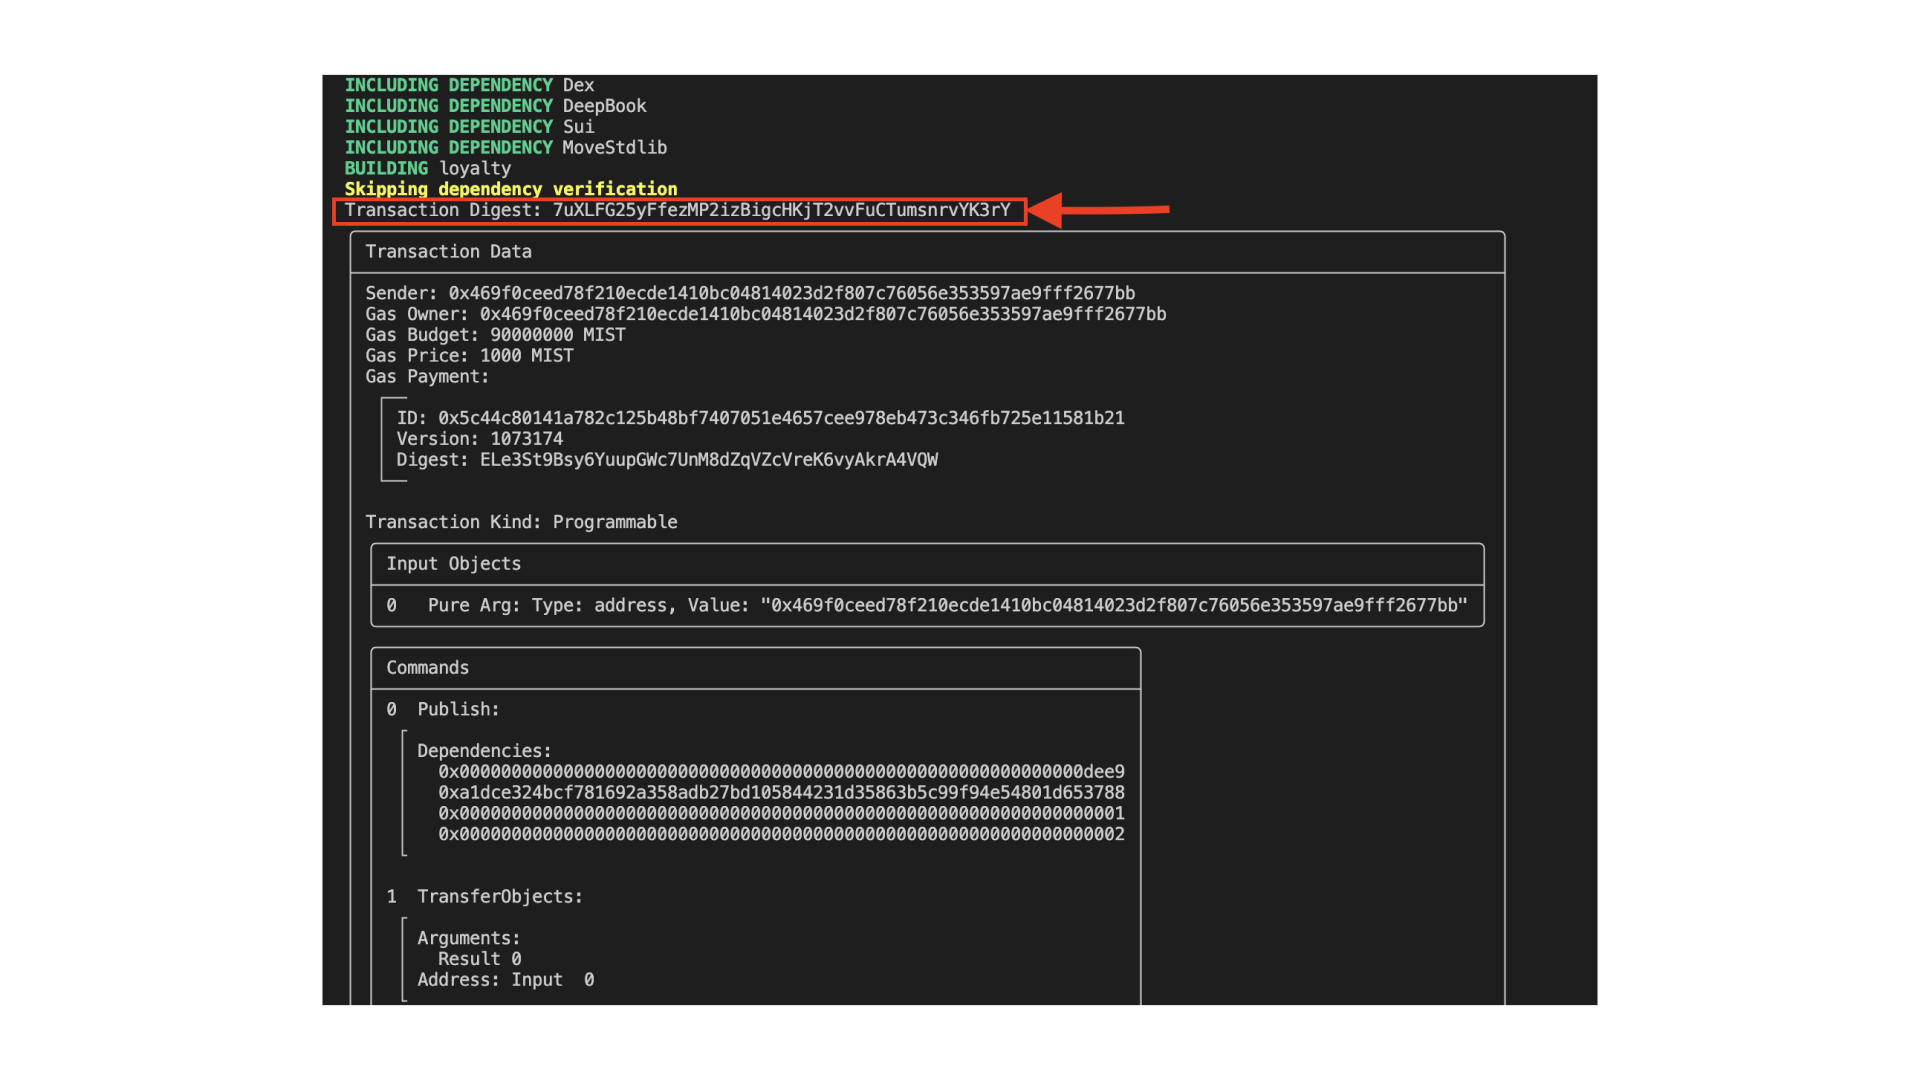 INCLUDING DEPENDENCY Dex
INCLUDING DEPENDENCY DeepBook
INCLUDING DEPENDENCY Sui
INCLUDING DEPENDENCY MoveStdlib
BUILDING loyalty
Skipping dependency verification
Transaction Digest: 7uXLFG25yFfezMP2izBigcHKjT2vvFuCTumsnrvYK3rY
Transaction Data
Sender: 0x469f0ceed78f210ecde1410bc04814023d2f807c76056e353597ae9fff2677bb
Gas Owner: 0x469f0ceed78f210ecde1410bc04814023d2f807c76056e353597ae9fff2677bb
Gas Budget: 90000000 MIST
Gas Price: 1000 MIST
Gas Payment:
ID: 0x5c44c80141a782c125b48bf7407051e4657cee978eb473c346fb725e11581b21
Version: 1073174
Digest: ELe3St9Bsy6YuupGWc7UnM8dZqVZcVreK6vyAkrA4VQW
Transaction Kind: Programmable
Input Objects
0 Pure Arg: Type: address, Value: "0x469f0ceed78f210ecde1410bc04814023d2f807c76056e353597ae9fff2677bb"
Commands
0 Publish:
Dependencies:
0x000000000000000000000000000000000000000000000000000000000000dee9
0xa1dce324bcf781692a358adb27bd105844231d35863b5c99f94e54801d653788
0x0000000000000000000000000000000000000000000000000000000000000001
0x0000000000000000000000000000000000000000000000000000000000000002
1 TransferObjects:
Arguments:
Result 0
Address: Input 0